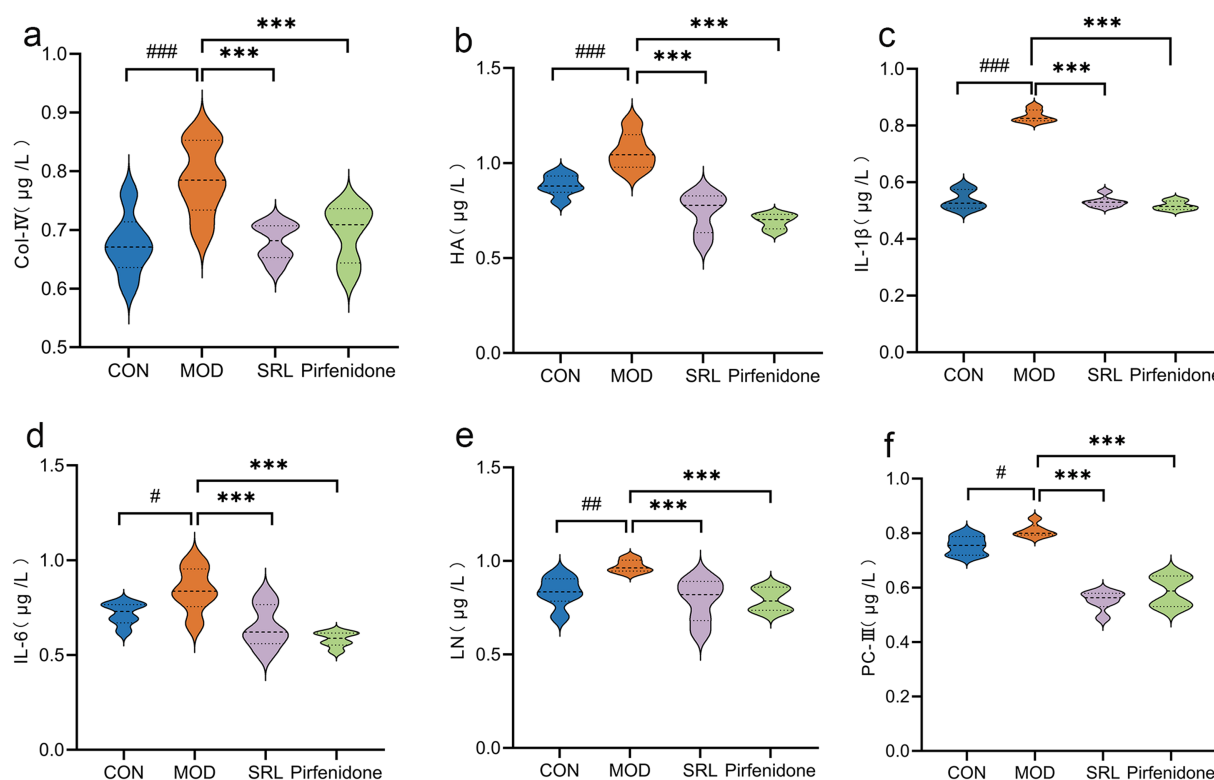 a
***
###
***
Col-Ⅳ( μg /L)
1.0
0.9
0.8
0.7
0.6
0.5
CON MOD SRL Pirfenidone
b
***
###
***
HA( μg /L)
1.5
1.0
0.5
0.0
CON MOD SRL Pirfenidone
c
***
###
***
IL-1β( μg /L)
1.0
0.8
0.6
0.4
0.2
0.0
CON MOD SRL Pirfenidone
d
***
#
***
IL-6( μg /L)
1.5
1.0
0.5
0.0
CON MOD SRL Pirfenidone
e
***
##
***
LN( μg /L)
1.5
1.0
0.5
0.0
CON MOD SRL Pirfenidone
f
***
#
***
PC-Ⅲ( μg /L)
1.0
0.8
0.6
0.4
0.2
0.0
CON MOD SRL Pirfenidone